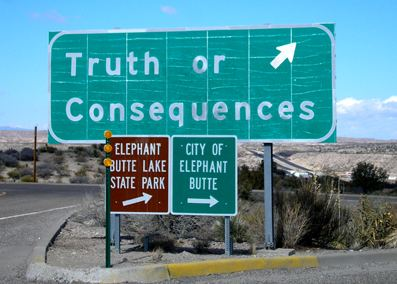 Truth or
Consequences
ELEPHANT
BUTTE LAKE
STATE PARK
CITY OF
ELEPHANT
BUTTE